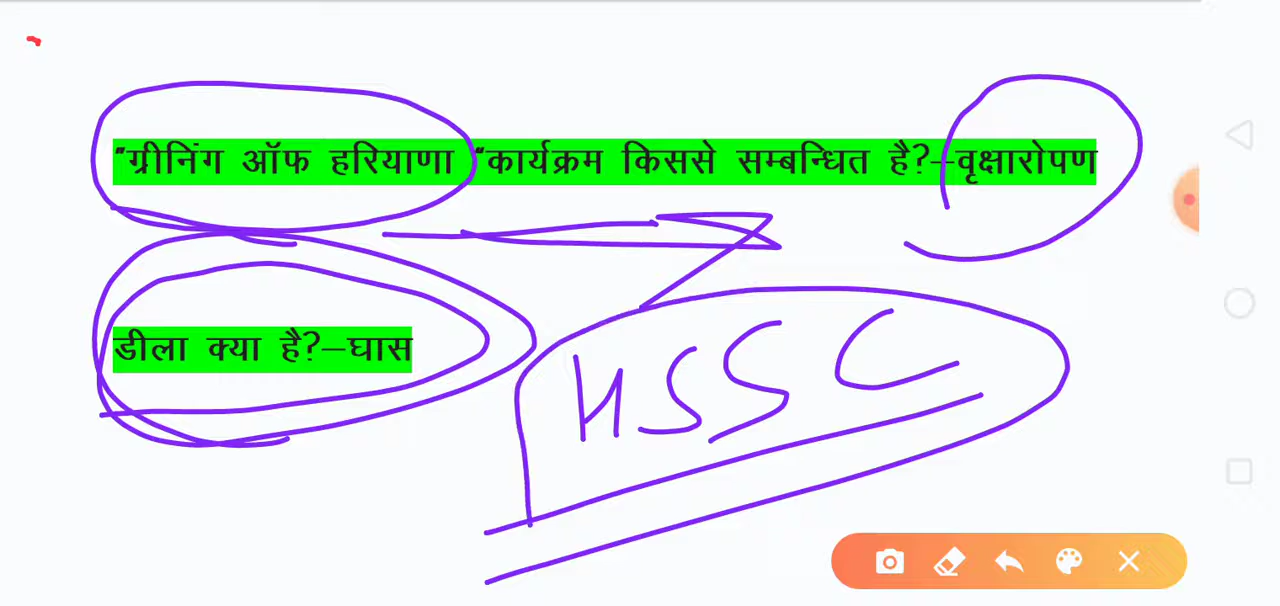 "ग्रीनिंग ऑफ हरियाणा "कार्यक्रम किससे सम्बन्धित है?–वृक्षारोपण
डीला क्या है?–घास
HSSC